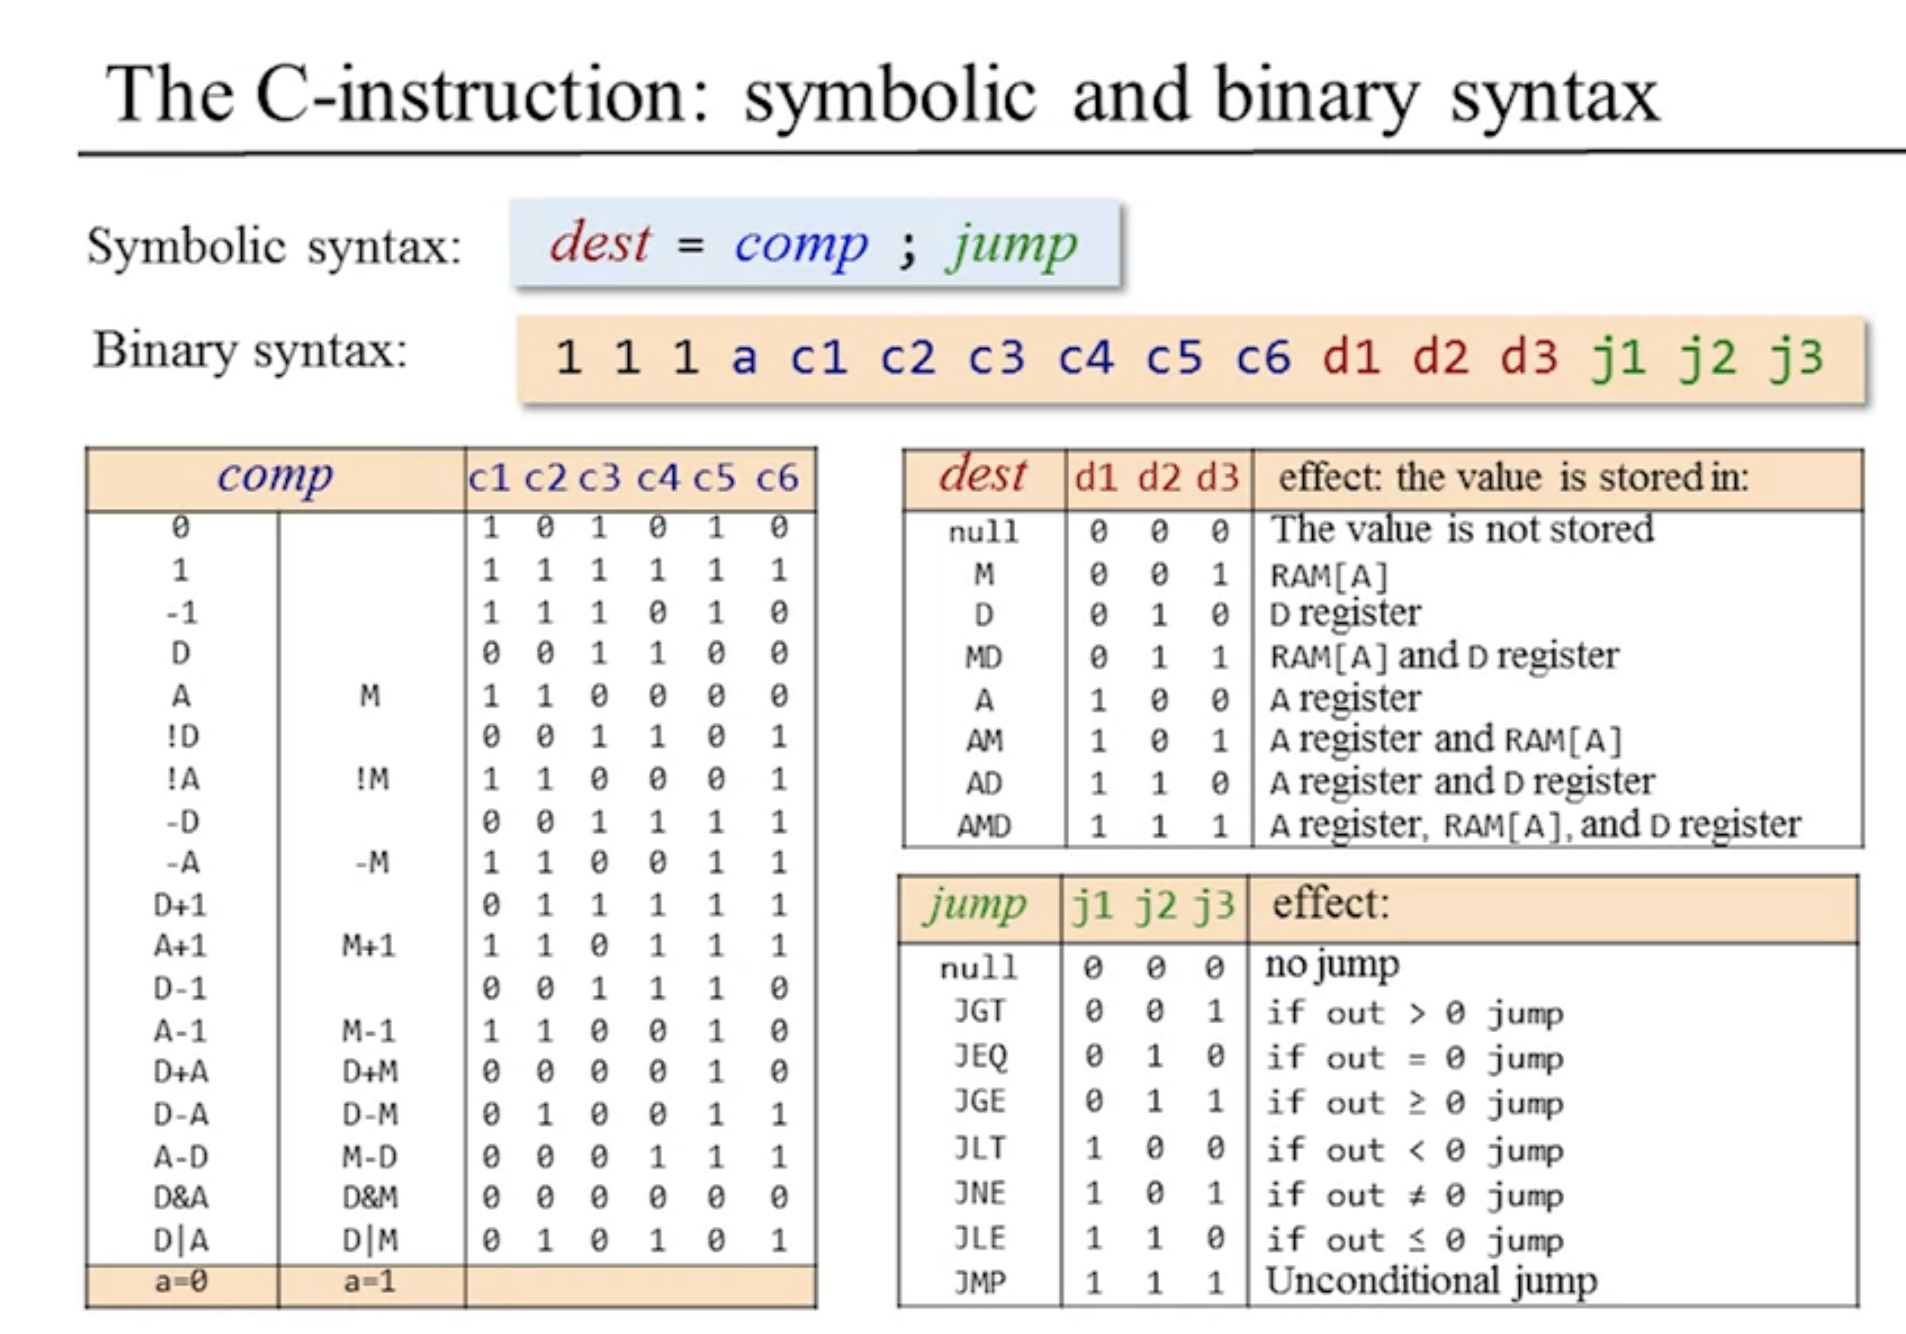 The C-instruction: symbolic and binary syntax
Symbolic syntax: dest = comp ; jump
Binary syntax: 1 1 1 a c1 c2 c3 c4 c5 c6 d1 d2 d3 j1 j2 j3
comp c1 c2 c3 c4 c5 c6
0 1 0 1 0 1 0
1 1 1 1 1 1 1
-1 1 1 1 0 1 0
D 0 0 1 1 0 0
A M 1 1 0 0 0 0
!D 0 0 1 1 0 1
!A !M 1 1 0 0 0 1
-D 0 0 1 1 1 1
-A -M 1 1 0 0 1 1
D+1 0 1 1 1 1 1
A+1 M+1 1 1 0 1 1 1
D-1 0 0 1 1 1 0
A-1 M-1 1 1 0 0 1 0
D+A D+M 0 0 0 0 1 0
D-A D-M 0 1 0 0 1 1
A-D M-D 0 0 0 1 1 1
D&A D&M 0 0 0 0 0 0
D|A D|M 0 1 0 1 0 1
a=0 a=1
dest d1 d2 d3 effect: the value is stored in:
null 0 0 0 The value is not stored
M 0 0 1 RAM[A]
D 0 1 0 D register
MD 0 1 1 RAM[A] and D register
A 1 0 0 A register
AM 1 0 1 A register and RAM[A]
AD 1 1 0 A register and D register
AMD 1 1 1 A register, RAM[A], and D register
jump j1 j2 j3 effect:
null 0 0 0 no jump
JGT 0 0 1 if out > 0 jump
JEQ 0 1 0 if out = 0 jump
JGE 0 1 1 if out ≥ 0 jump
JLT 1 0 0 if out < 0 jump
JNE 1 0 1 if out ≠ 0 jump
JLE 1 1 0 if out ≤ 0 jump
JMP 1 1 1 Unconditional jump